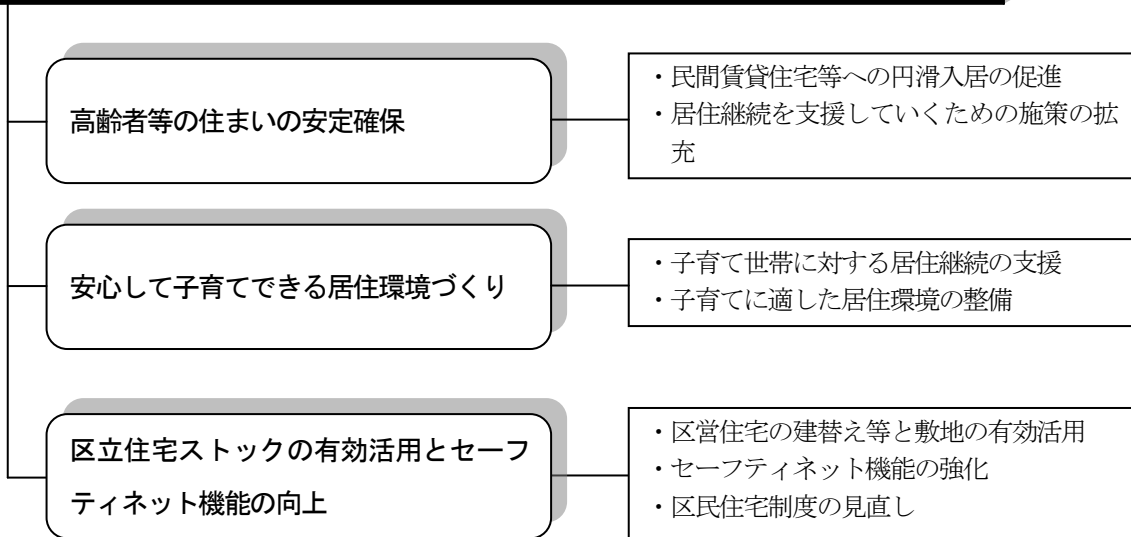 高齢者等の住まいの安定確保
・民間賃貸住宅等への円滑入居の促進
・居住継続を支援していくための施策の拡
充
安心して子育てできる居住環境づくり
・子育て世帯に対する居住継続の支援
・子育てに適した居住環境の整備
区立住宅ストックの有効活用とセーフ
ティネット機能の向上
・区営住宅の建替え等と敷地の有効活用
・セーフティネット機能の強化
・区民住宅制度の見直し